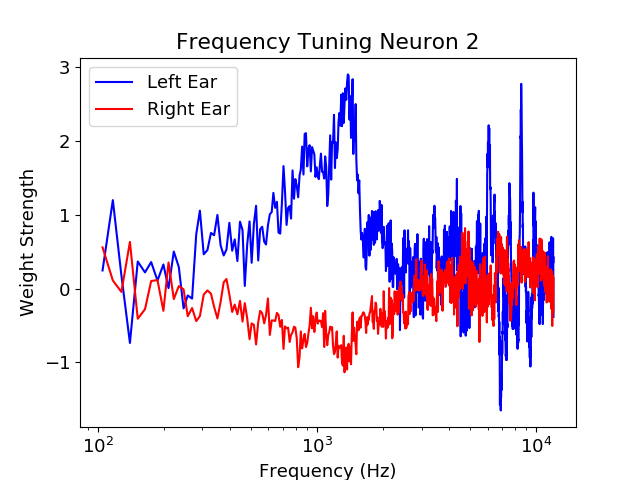 Frequency Tuning Neuron 2
Left Ear
Right Ear
Weight Strength
3
2
1
0
−1
10²
10³
10⁴
Frequency (Hz)